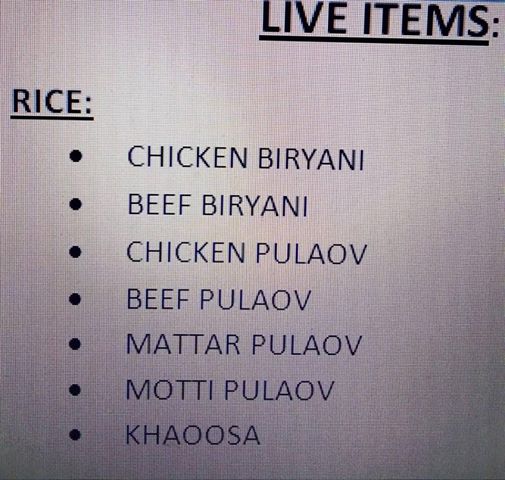 LIVE ITEMS:
RICE:
• CHICKEN BIRYANI
• BEEF BIRYANI
• CHICKEN PULAOV
• BEEF PULAOV
• MATTAR PULAOV
• MOTTI PULAOV
• KHAOOSA